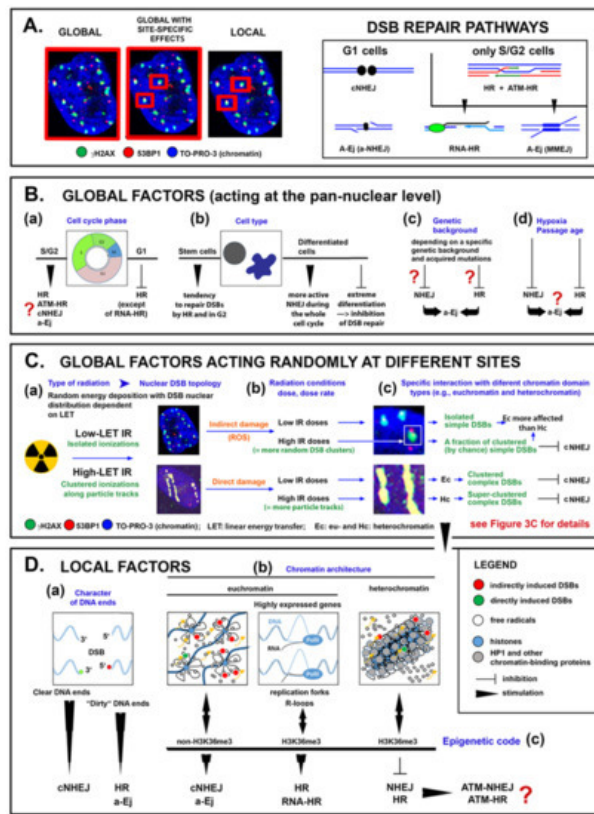 A.
GLOBAL
GLOBAL WITH
SITE-SPECIFIC
EFFECTS
LOCAL
γH2AX 53BP1 TO-PRO-3 (chromatin)
DSB REPAIR PATHWAYS
G1 cells
only S/G2 cells
cNHEJ
HR + ATM-HR
A-Ej (a-NHEJ)
RNA-HR
A-Ej (MMEJ)
B. GLOBAL FACTORS (acting at the pan-nuclear level)
(a)
Cell cycle phase
S/G2
G1
?
HR
ATM-HR
cNHEJ
a-Ej
HR
(except
of RNA-HR)
(b)
Cell type
Stem cells
Differentiated
cells
tendency
to repair DSBs
by HR and in G2
more active
NHEJ during
the whole
cell cycle
extreme
diferentiation
—> inhibition
of DSB repair
(c)
Genetic
background
depending on a specific
genetic background
and acquired mutations
?
?
NHEJ
HR
a-Ej
(d)
Hypoxia
Passage age
NHEJ
?
HR
a-Ej
C. GLOBAL FACTORS ACTING RANDOMLY AT DIFFERENT SITES
(a)
Type of radiation
Nuclear DSB topology
Random energy deposition with DSB nuclear
distribution dependent
on LET
Low-LET IR
Isolated ionizations
High-LET IR
Clustered ionizations
along particle tracks
Indirect damage
(ROS)
Direct damage
(b)
Radiation conditions
dose, dose rate
Low IR doses
High IR doses
(= more random DSB clusters)
Low IR doses
High IR doses
(= more particle tracks)
(c)
Specific interaction with diferent chromatin domain
types (e.g., euchromatin and heterochromatin)
Isolated
simple DSBs
Ec more affected
than Hc
A fraction of clustered
(by chance) simple DSBs
cNHEJ
Ec
Clustered
complex DSBs
cNHEJ
Hc
Super-clustered
complex DSBs
cNHEJ
γH2AX 53BP1 TO-PRO-3 (chromatin); LET: linear energy transfer; Ec: eu- and Hc: heterochromatin
see Figure 3C for details
D. LOCAL FACTORS
(a)
Character
of DNA ends
3'
5'
DSB
3'
5'
Clear DNA ends
"Dirty" DNA ends
cNHEJ
HR
a-Ej
(b)
Chromatin architecture
euchromatin
heterochromatin
Highly expressed genes
DNA
RNA
PolII
PolII
replication forks
R-loops
non-H3K36me3
H3K36me3
H3K36me3
Epigenetic code (c)
cNHEJ
a-Ej
HR
RNA-HR
NHEJ
HR
ATM-NHEJ
ATM-HR
?
LEGEND
indirectly induced DSBs
directly induced DSBs
free radicals
histones
HP1 and other
chromatin-binding proteins
inhibition
stimulation